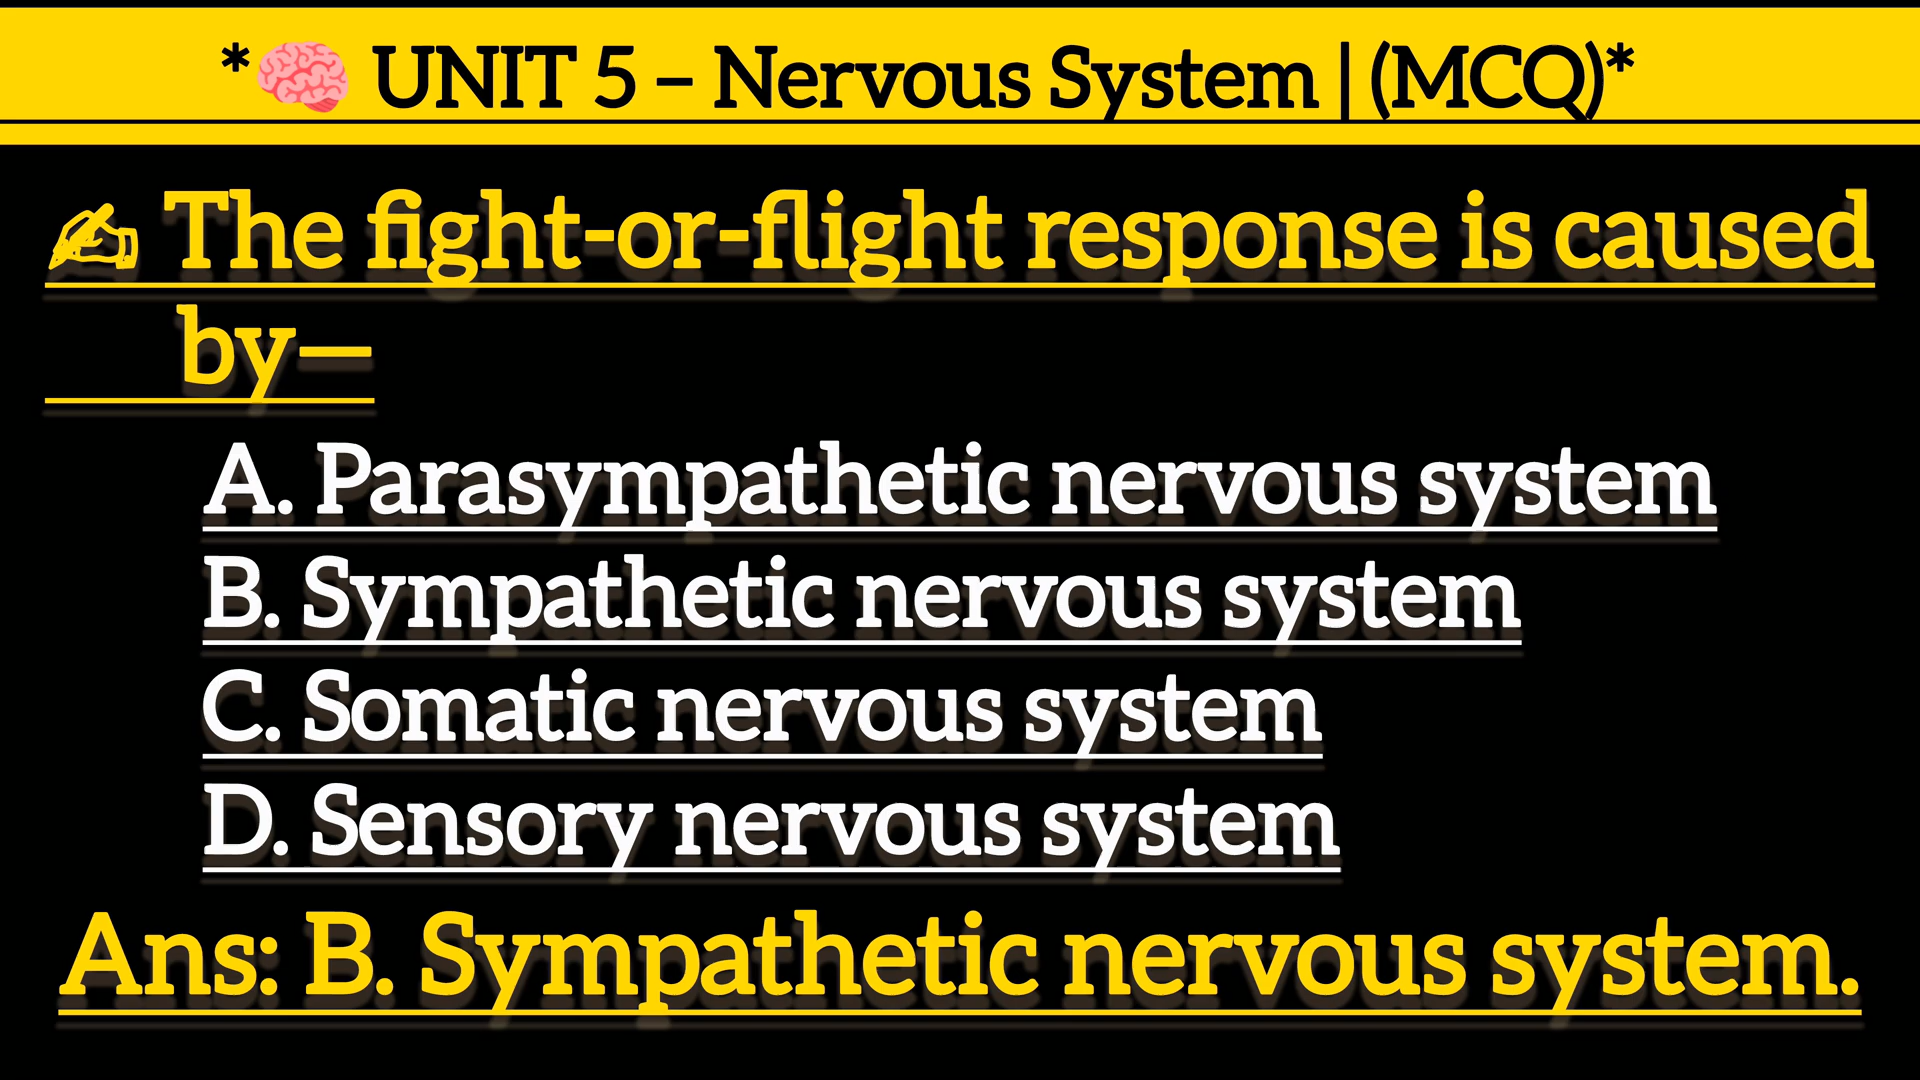 *🧠 UNIT 5 – Nervous System | (MCQ)*
✍ The fight-or-flight response is caused
by—
A. Parasympathetic nervous system
B. Sympathetic nervous system
C. Somatic nervous system
D. Sensory nervous system
Ans: B. Sympathetic nervous system.